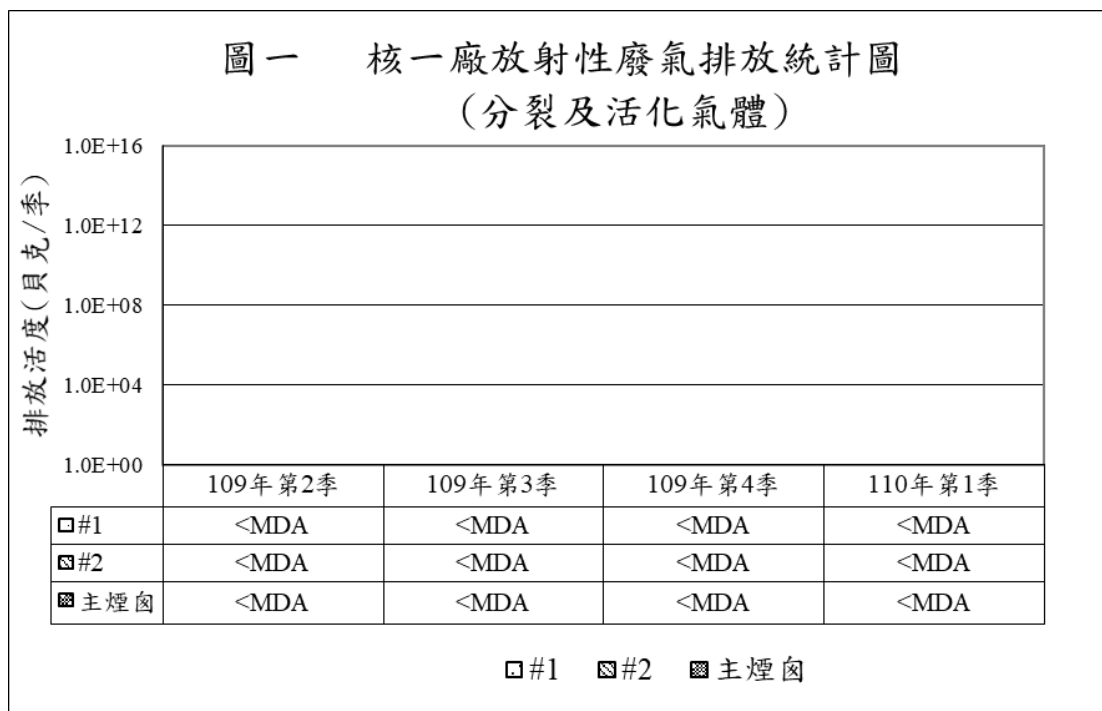 圖一 核一廠放射性廢氣排放統計圖
(分裂及活化氣體)
排放活度(貝克/季)
1.0E+16
1.0E+12
1.0E+08
1.0E+04
1.0E+00
109年第2季 109年第3季 109年第4季 110年第1季
#1 <MDA <MDA <MDA <MDA
#2 <MDA <MDA <MDA <MDA
主煙囪 <MDA <MDA <MDA <MDA
#1 #2 主煙囪